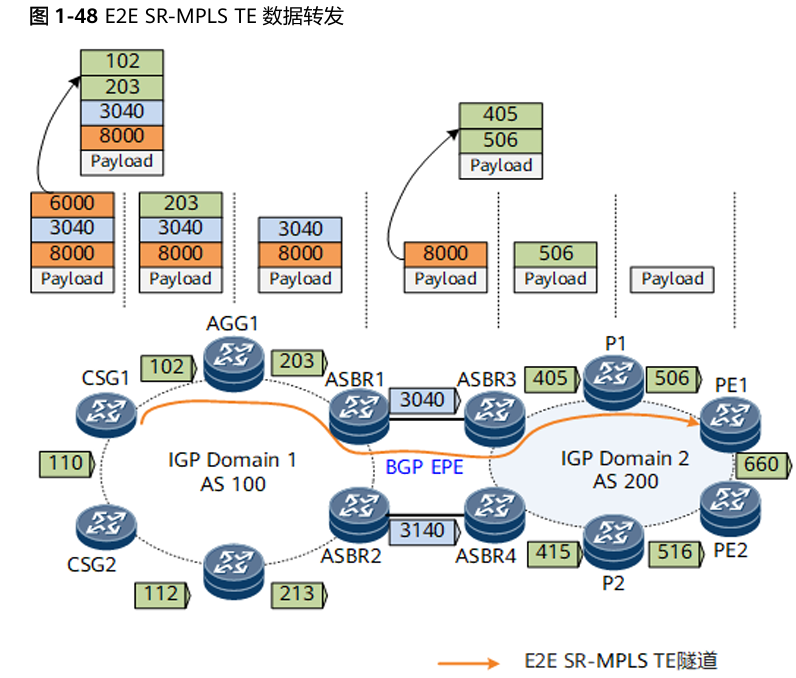 图 1-48 E2E SR-MPLS TE 数据转发
102
203
3040
8000
Payload
405
506
Payload
6000
3040
8000
Payload
203
3040
8000
Payload
3040
8000
Payload
8000
Payload
506
Payload
Payload
AGG1
P1
102
203
405
506
CSG1
ASBR1
3040
ASBR3
PE1
110
IGP Domain 1
AS 100
BGP EPE
IGP Domain 2
AS 200
660
CSG2
ASBR2
3140
ASBR4
415
516
PE2
P2
112
213
E2E SR-MPLS TE隧道